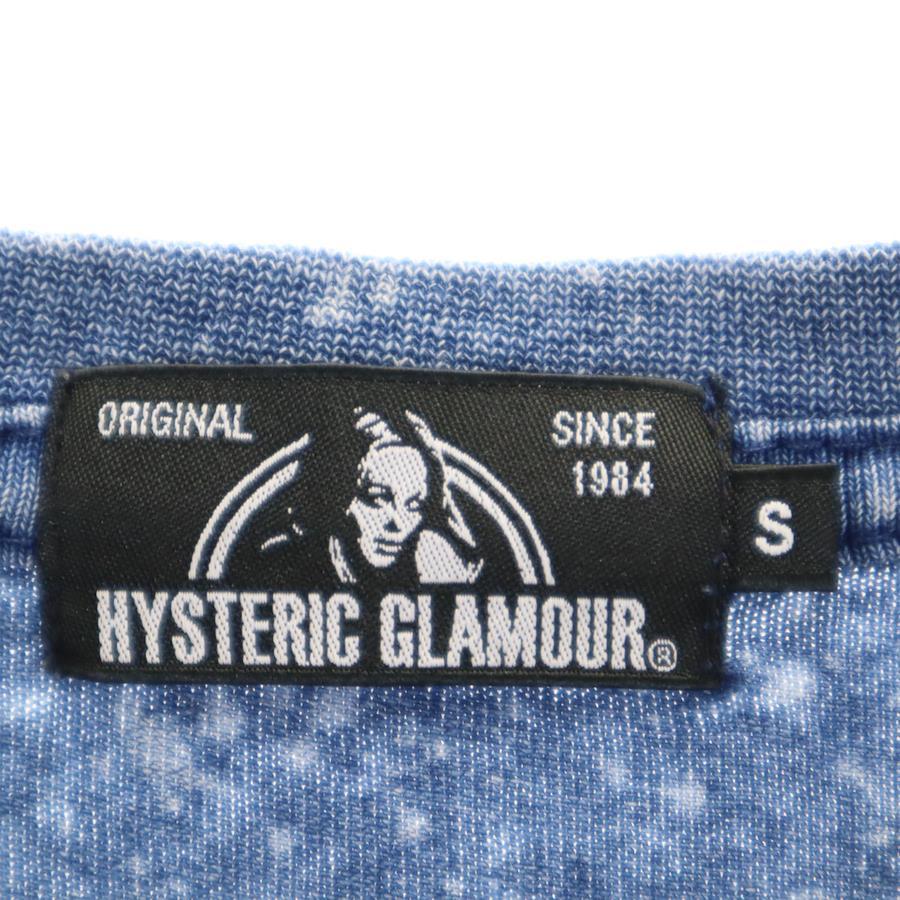 ORIGINAL
SINCE
1984
S
HYSTERIC GLAMOUR®